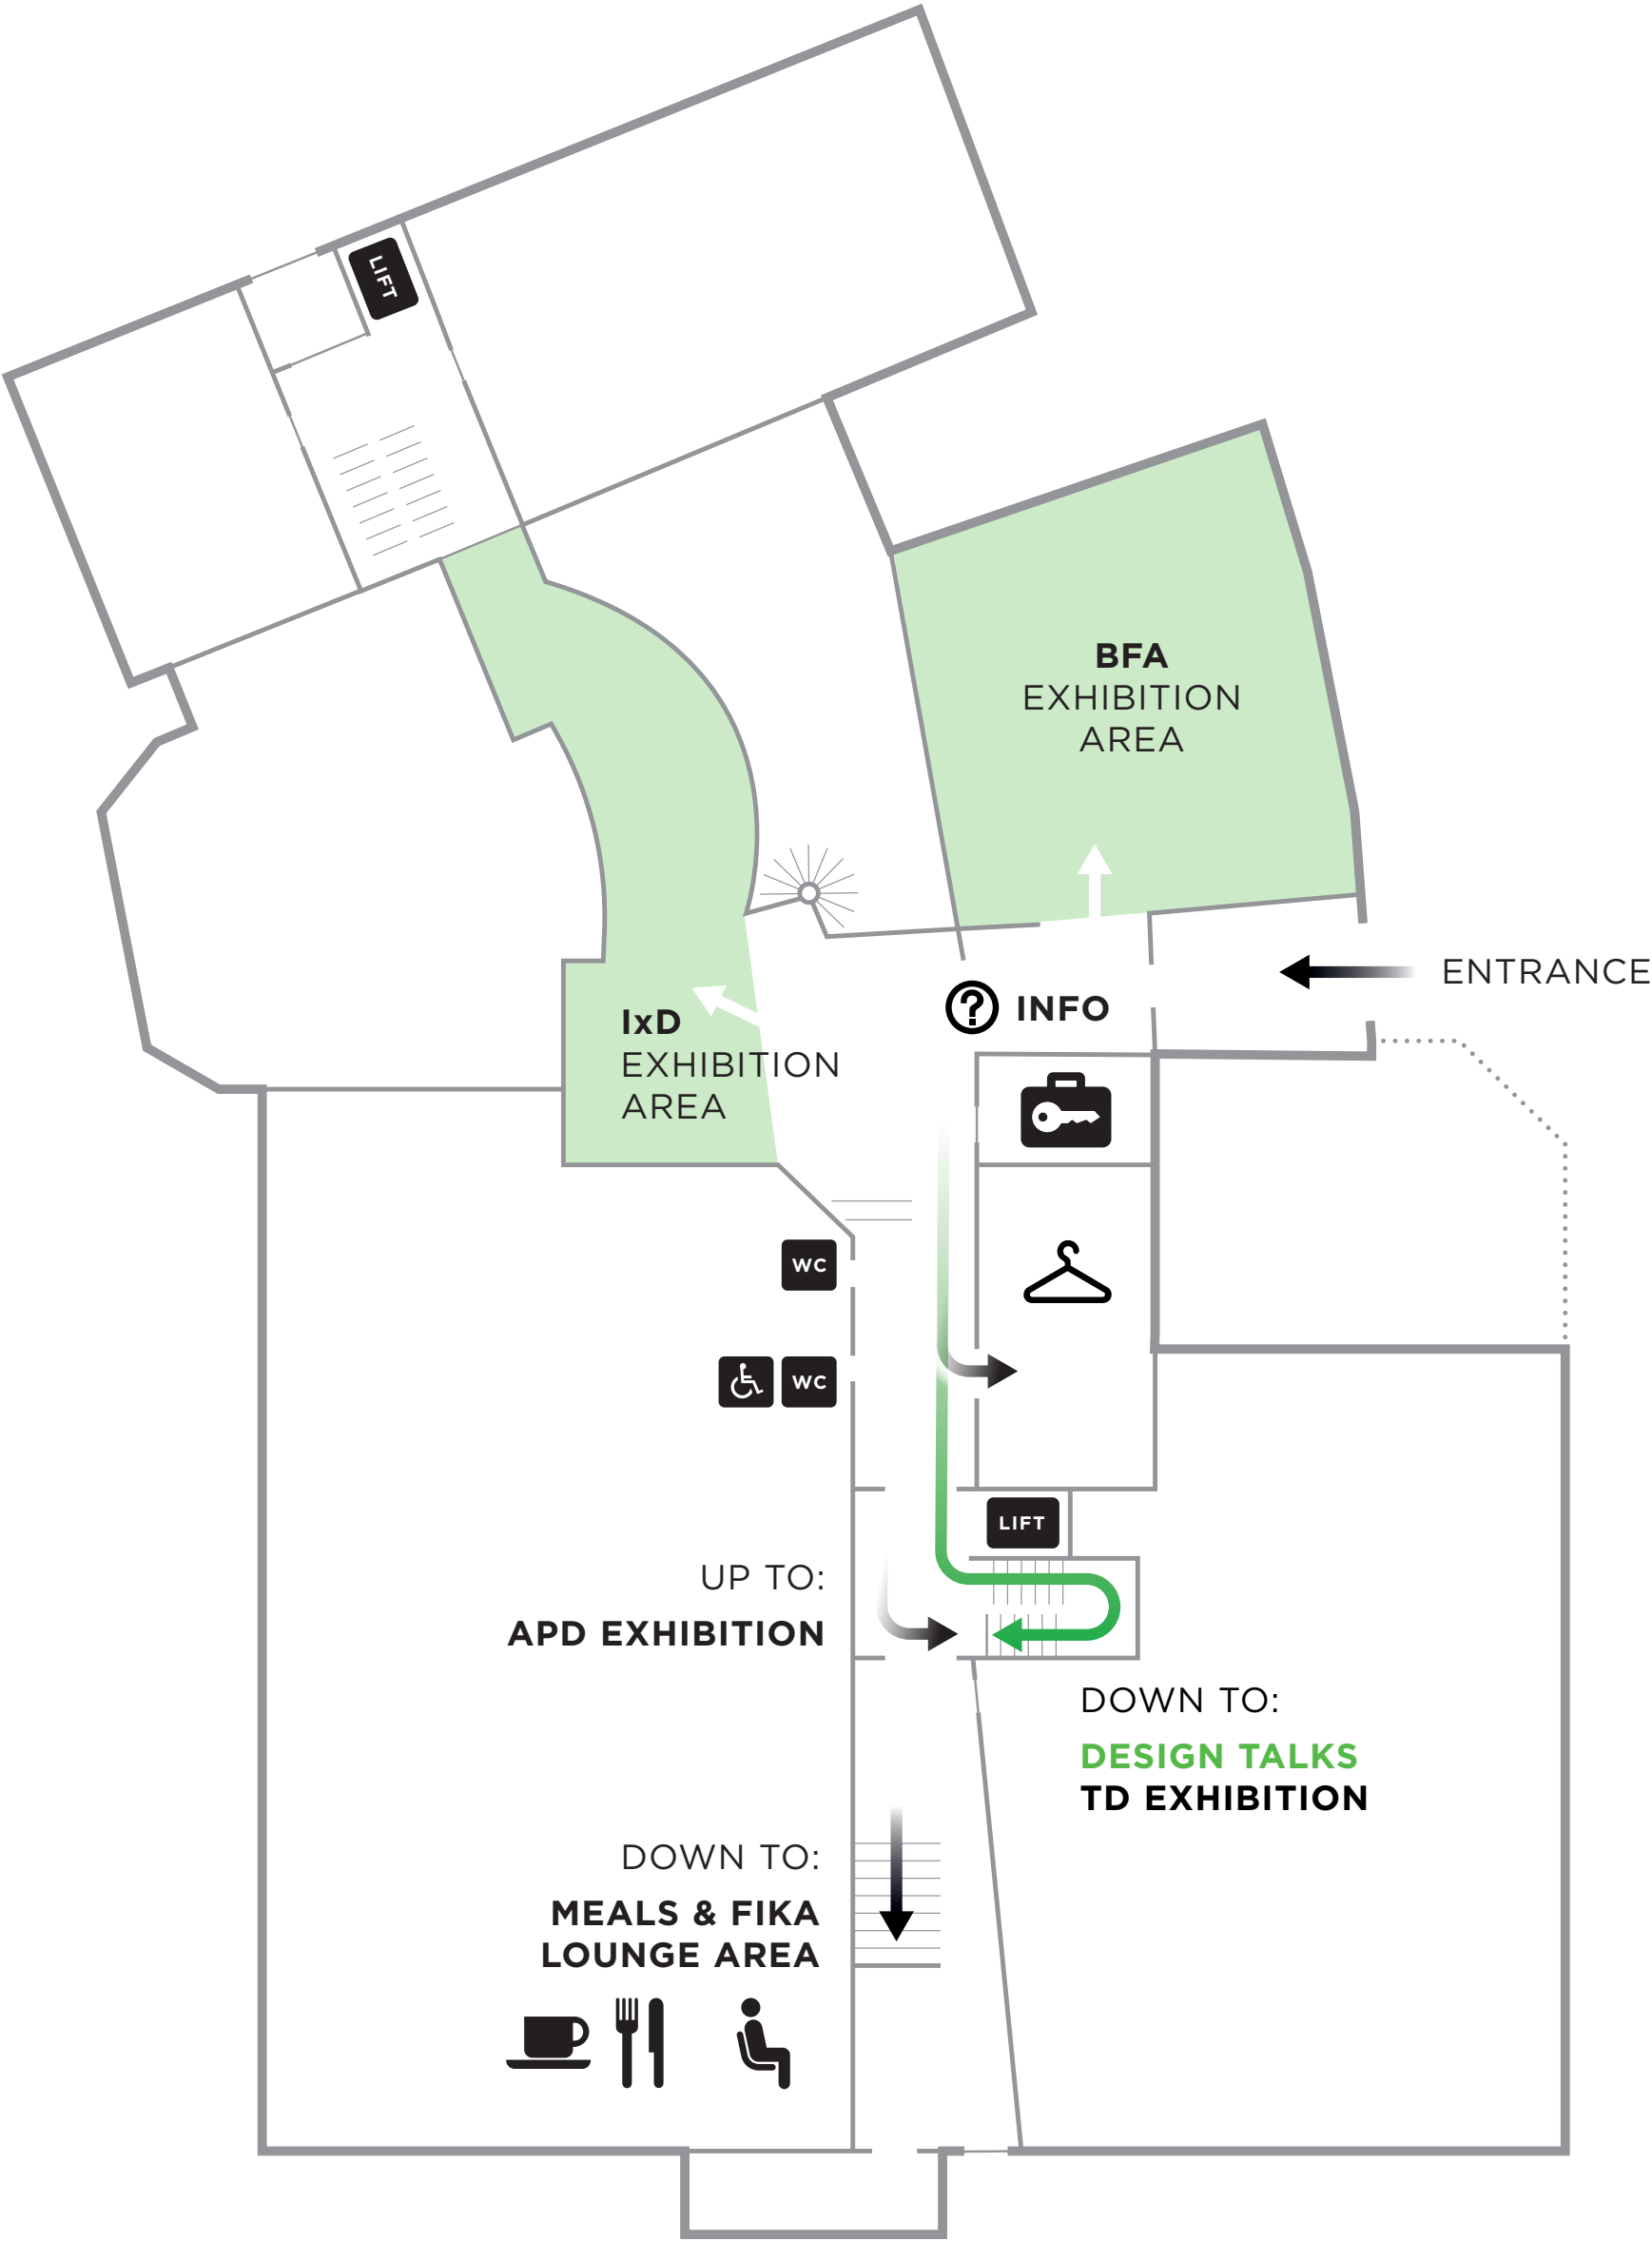 LIFT
BFA
EXHIBITION
AREA
ENTRANCE
? INFO
IxD
EXHIBITION
AREA
WC
WC
LIFT
UP TO:
APD EXHIBITION
DOWN TO:
DESIGN TALKS
TD EXHIBITION
DOWN TO:
MEALS & FIKA
LOUNGE AREA